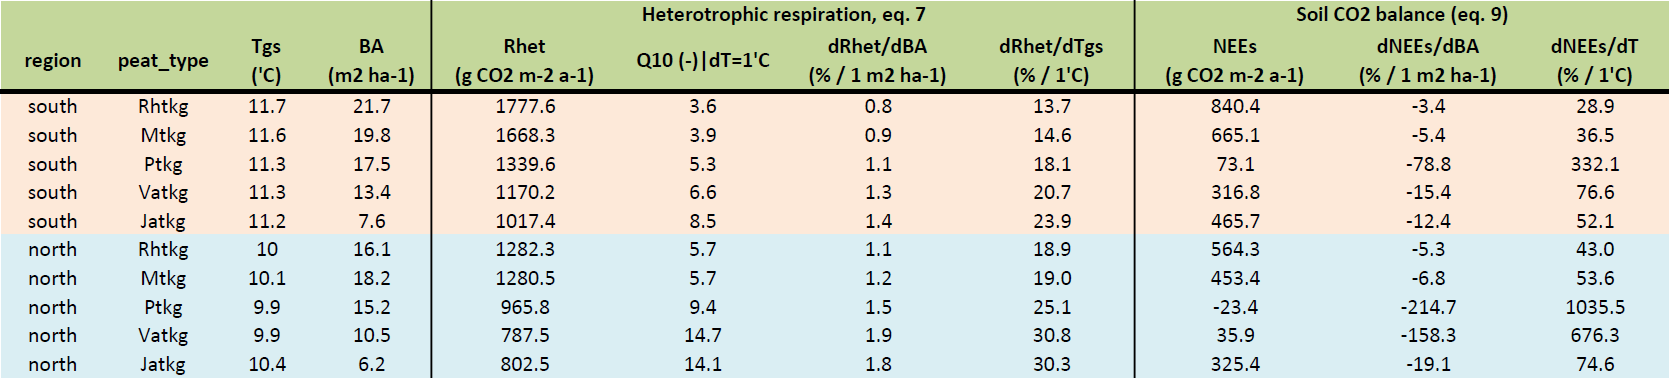 Heterotrophic respiration, eq. 7 Soil CO2 balance (eq. 9)
region peat_type Tgs ('C) BA (m2 ha-1) Rhet (g CO2 m-2 a-1) Q10 (-)|dT=1'C dRhet/dBA (% / 1 m2 ha-1) dRhet/dTgs (% / 1'C) NEEs (g CO2 m-2 a-1) dNEEs/dBA (% / 1 m2 ha-1) dNEEs/dT (% / 1'C)
south Rhtkg 11.7 21.7 1777.6 3.6 0.8 13.7 840.4 -3.4 28.9
south Mtkg 11.6 19.8 1668.3 3.9 0.9 14.6 665.1 -5.4 36.5
south Ptkg 11.3 17.5 1339.6 5.3 1.1 18.1 73.1 -78.8 332.1
south Vatkg 11.3 13.4 1170.2 6.6 1.3 20.7 316.8 -15.4 76.6
south Jatkg 11.2 7.6 1017.4 8.5 1.4 23.9 465.7 -12.4 52.1
north Rhtkg 10 16.1 1282.3 5.7 1.1 18.9 564.3 -5.3 43.0
north Mtkg 10.1 18.2 1280.5 5.7 1.2 19.0 453.4 -6.8 53.6
north Ptkg 9.9 15.2 965.8 9.4 1.5 25.1 -23.4 -214.7 1035.5
north Vatkg 9.9 10.5 787.5 14.7 1.9 30.8 35.9 -158.3 676.3
north Jatkg 10.4 6.2 802.5 14.1 1.8 30.3 325.4 -19.1 74.6